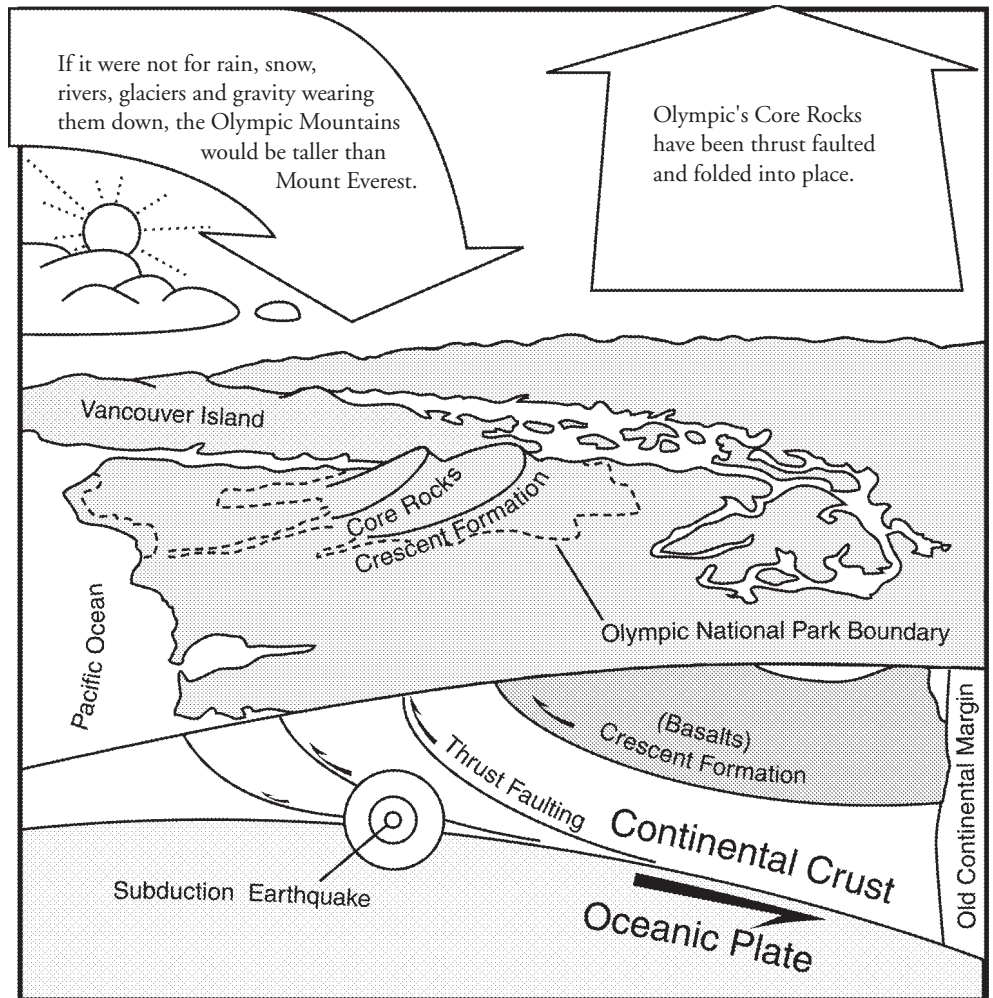 If it were not for rain, snow,
rivers, glaciers and gravity wearing
them down, the Olympic Mountains
would be taller than
Mount Everest.
Olympic's Core Rocks
have been thrust faulted
and folded into place.
Vancouver Island
Core Rocks
Crescent Formation
Pacific Ocean
Olympic National Park Boundary
(Basalts)
Crescent Formation
Thrust Faulting
Old Continental Margin
Continental Crust
Subduction Earthquake
Oceanic Plate